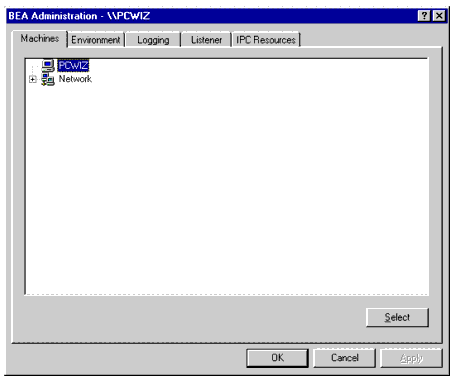 BEA Administration - \\PCWIZ
Machines Environment Logging Listener IPC Resources
PCWIZ
Network
Select
OK Cancel Apply